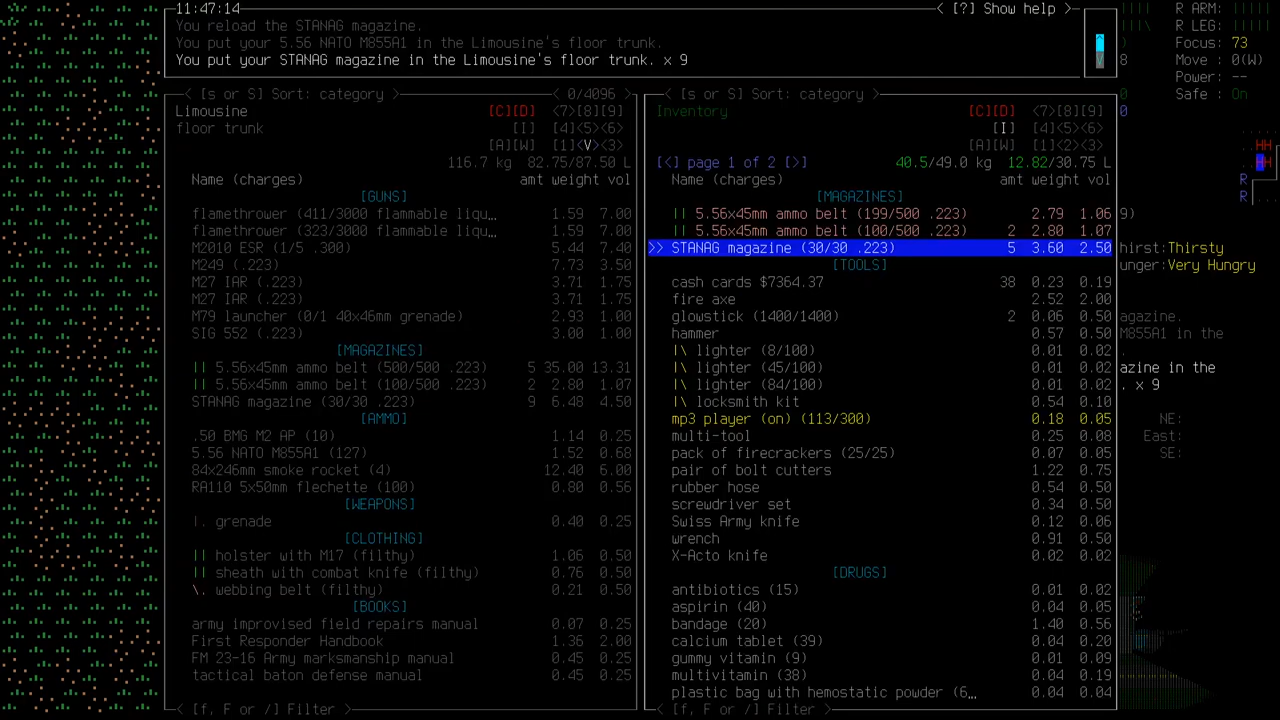 11:47:14
< [?] Show help >
You reload the STANAG magazine.
You put your 5.56 NATO M855A1 in the Limousine's floor trunk.
You put your STANAG magazine in the Limousine's floor trunk. x 9
R ARM:
R LEG:
Focus: 73
8 Move : 0(W)
Power: --
0 Safe : On
0
< [s or S] Sort: category > < 0/4096 >
Limousine [C][D] <7>[8][9]
floor trunk [I] [4]<5><6>
[A][W] [1]<V><3>
116.7 kg 82.75/87.50 L
Name (charges) amt weight vol
[GUNS]
flamethrower (411/3000 flammable liqu… 1.59 7.00
flamethrower (323/3000 flammable liqu… 1.59 7.00
M2010 ESR (1/5 .300) 5.44 7.40
M249 (.223) 7.73 3.50
M27 IAR (.223) 3.71 1.75
M27 IAR (.223) 3.71 1.75
M79 launcher (0/1 40x46mm grenade) 2.93 1.00
SIG 552 (.223) 3.00 1.00
[MAGAZINES]
|| 5.56x45mm ammo belt (500/500 .223) 5 35.00 13.31
|| 5.56x45mm ammo belt (100/500 .223) 2 2.80 1.07
STANAG magazine (30/30 .223) 9 6.48 4.50
[AMMO]
.50 BMG M2 AP (10) 1.14 0.25
5.56 NATO M855A1 (127) 1.52 0.68
84x246mm smoke rocket (4) 12.40 6.00
RA110 5x50mm flechette (100) 0.80 0.56
[WEAPONS]
|. grenade 0.40 0.25
[CLOTHING]
|| holster with M17 (filthy) 1.06 0.50
|| sheath with combat knife (filthy) 0.76 0.50
\. webbing belt (filthy) 0.21 0.50
[BOOKS]
army improvised field repairs manual 0.07 0.25
First Responder Handbook 1.36 2.00
FM 23-16 Army marksmanship manual 0.45 0.25
tactical baton defense manual 0.45 0.25
< [f, F or /] Filter >
< [s or S] Sort: category >
Inventory [C][D] <7>[8][9]
[I] [4]<5><6>
[A][W] [1]<2><3>
[<] page 1 of 2 [>] 40.5/49.0 kg 12.82/30.75 L
Name (charges) amt weight vol
[MAGAZINES]
|| 5.56x45mm ammo belt (199/500 .223) 2.79 1.06
|| 5.56x45mm ammo belt (100/500 .223) 2 2.80 1.07
>> STANAG magazine (30/30 .223) 5 3.60 2.50
[TOOLS]
cash cards $7364.37 38 0.23 0.19
fire axe 2.52 2.00
glowstick (1400/1400) 2 0.06 0.50
hammer 0.57 0.50
|\ lighter (8/100) 0.01 0.02
|\ lighter (45/100) 0.01 0.02
|\ lighter (84/100) 0.01 0.02
|\ locksmith kit 0.54 0.10
mp3 player (on) (113/300) 0.18 0.05
multi-tool 0.25 0.08
pack of firecrackers (25/25) 0.07 0.05
pair of bolt cutters 1.22 0.75
rubber hose 0.54 0.50
screwdriver set 0.34 0.50
Swiss Army knife 0.12 0.06
wrench 0.91 0.50
X-Acto knife 0.02 0.02
[DRUGS]
antibiotics (15) 0.01 0.02
aspirin (40) 0.04 0.05
bandage (20) 1.40 0.56
calcium tablet (39) 0.04 0.20
gummy vitamin (9) 0.01 0.09
multivitamin (38) 0.04 0.19
plastic bag with hemostatic powder (6… 0.04 0.04
< [f, F or /] Filter >
HH
HH
R
R
9)
hirst:Thirsty
unger:Very Hungry
agazine.
M855A1 in the
.
azine in the
. x 9
NE:
East:
SE: